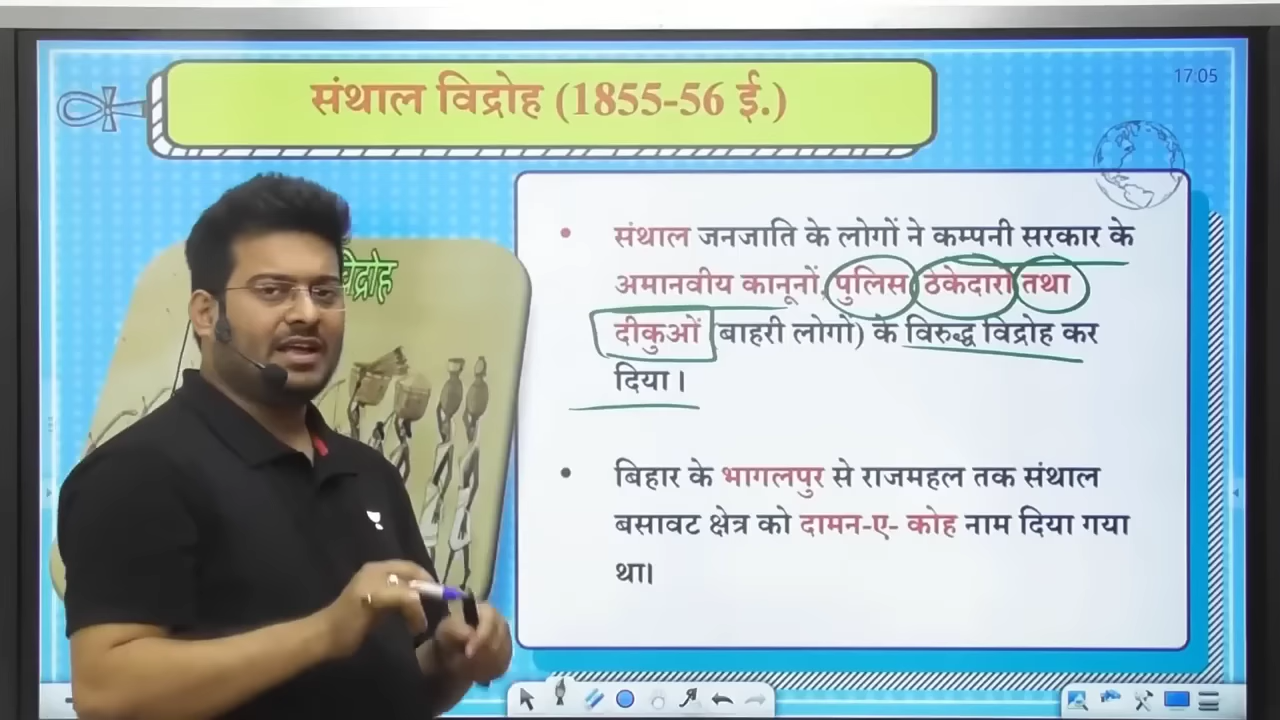 संथाल विद्रोह (1855-56 ई.)
17:05
विद्रोह
संथाल जनजाति के लोगों ने कम्पनी सरकार के
अमानवीय कानूनों, पुलिस ठेकेदारों तथा
दीकुओं (बाहरी लोगों) के विरुद्ध विद्रोह कर
दिया।
बिहार के भागलपुर से राजमहल तक संथाल
बसावट क्षेत्र को दामन-ए- कोह नाम दिया गया
था।